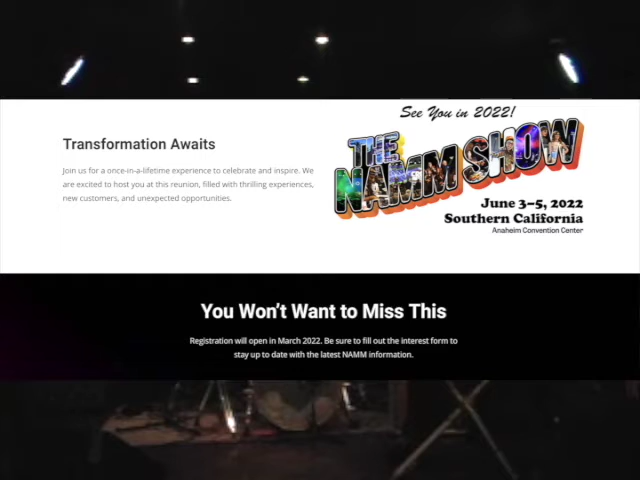 See You in 2022!
THE
NAMM SHOW
Transformation Awaits
Join us for a once-in-a-lifetime experience to celebrate and inspire. We
are excited to host you at this reunion, filled with thrilling experiences,
new customers, and unexpected opportunities.
June 3–5, 2022
Southern California
Anaheim Convention Center
You Won’t Want to Miss This
Registration will open in March 2022. Be sure to fill out the interest form to
stay up to date with the latest NAMM information.